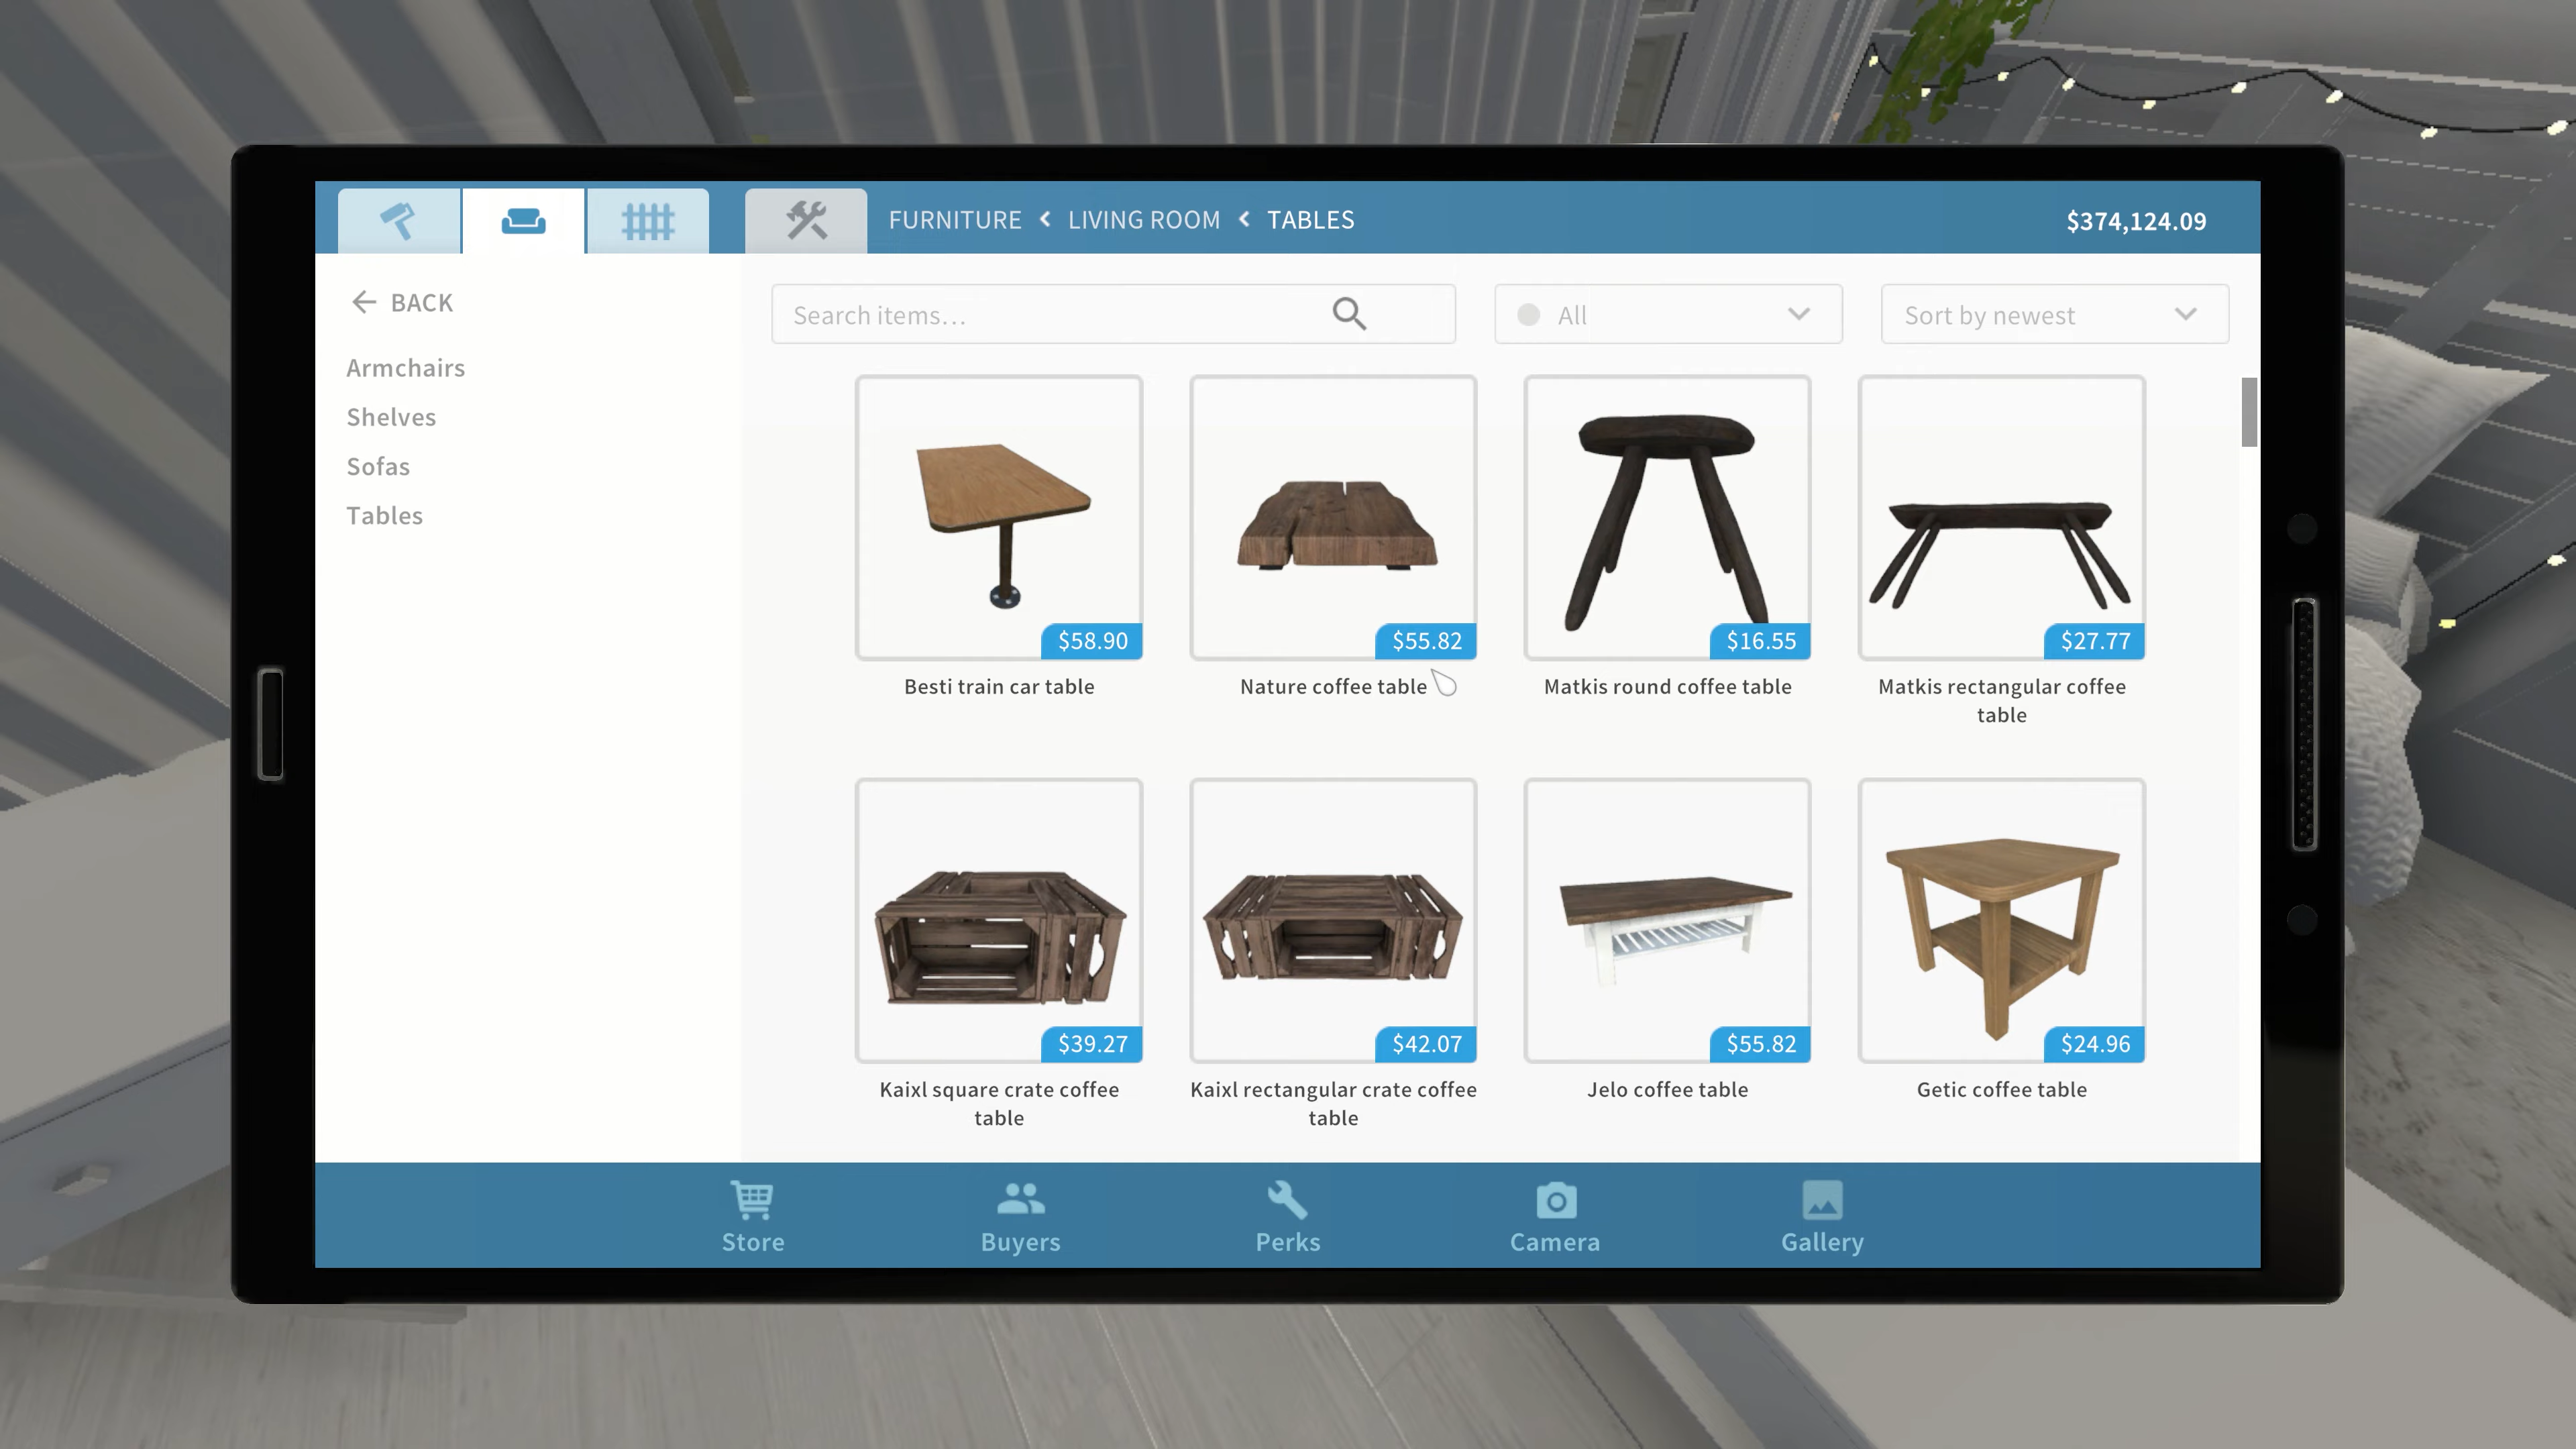 FURNITURE < LIVING ROOM < TABLES
$374,124.09
BACK
Armchairs
Shelves
Sofas
Tables
Search items...
All
Sort by newest
$58.90
Besti train car table
$55.82
Nature coffee table
$16.55
Matkis round coffee table
$27.77
Matkis rectangular coffee
table
$39.27
Kaixl square crate coffee
table
$42.07
Kaixl rectangular crate coffee
table
$55.82
Jelo coffee table
$24.96
Getic coffee table
Store
Buyers
Perks
Camera
Gallery